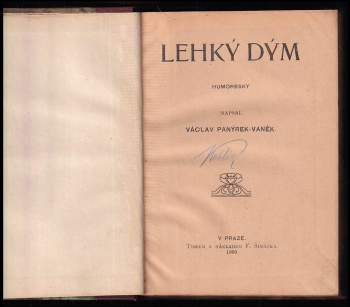 LEHKÝ DÝM
HUMORESKY
NAPSAL
VÁCLAV PANÝREK-VANĚK
V PRAZE.
TISKEM A NÁKLADEM F. ŠIMÁČKA.